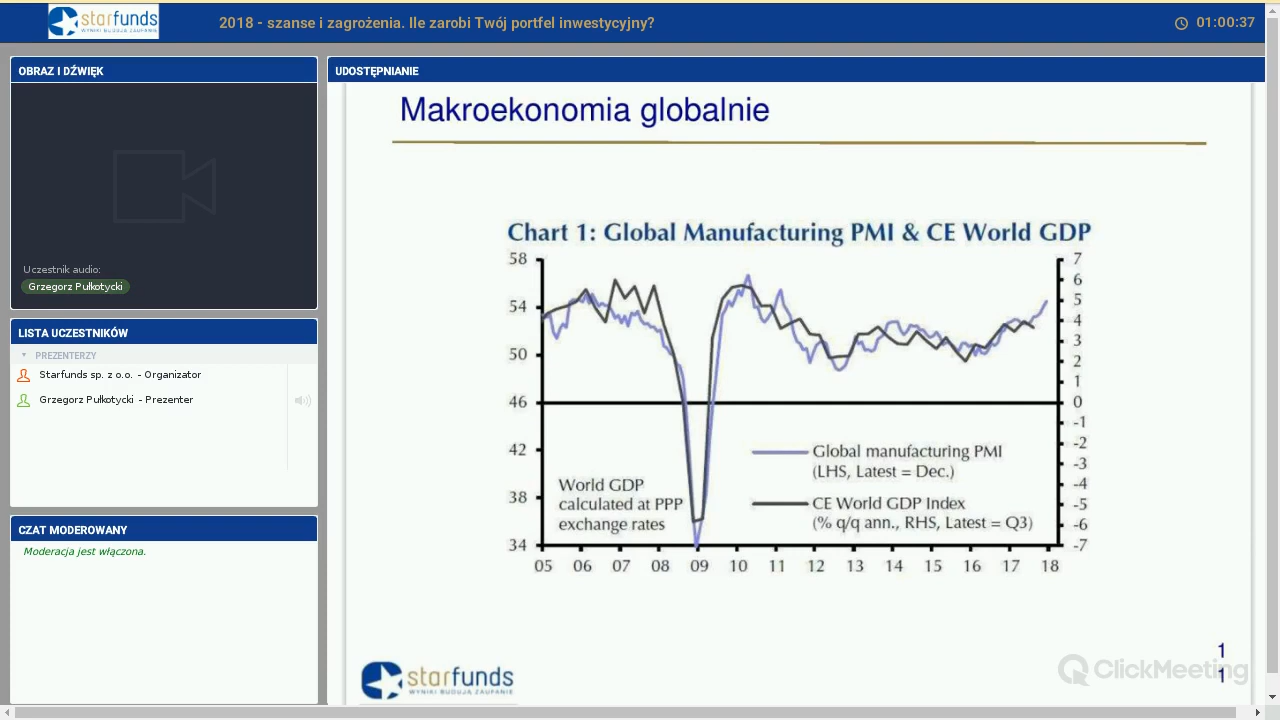 starfunds
WYNIKI BUDUJĄ ZAUFANIE
2018 - szanse i zagrożenia. Ile zarobi Twój portfel inwestycyjny?
01:00:37
OBRAZ I DŹWIĘK
Uczestnik audio:
Grzegorz Pułkotycki
LISTA UCZESTNIKÓW
PREZENTERZY
Starfunds sp. z o.o. - Organizator
Grzegorz Pułkotycki - Prezenter
CZAT MODEROWANY
Moderacja jest włączona.
UDOSTĘPNIANIE
Makroekonomia globalnie
Chart 1: Global Manufacturing PMI & CE World GDP
58
54
50
46
42
38
34
7
6
5
4
3
2
1
0
-1
-2
-3
-4
-5
-6
-7
Global manufacturing PMI
(LHS, Latest = Dec.)
CE World GDP Index
(% q/q ann., RHS, Latest = Q3)
World GDP
calculated at PPP
exchange rates
05 06 07 08 09 10 11 12 13 14 15 16 17 18
starfunds
WYNIKI BUDUJĄ ZAUFANIE
1
1
ClickMeeting